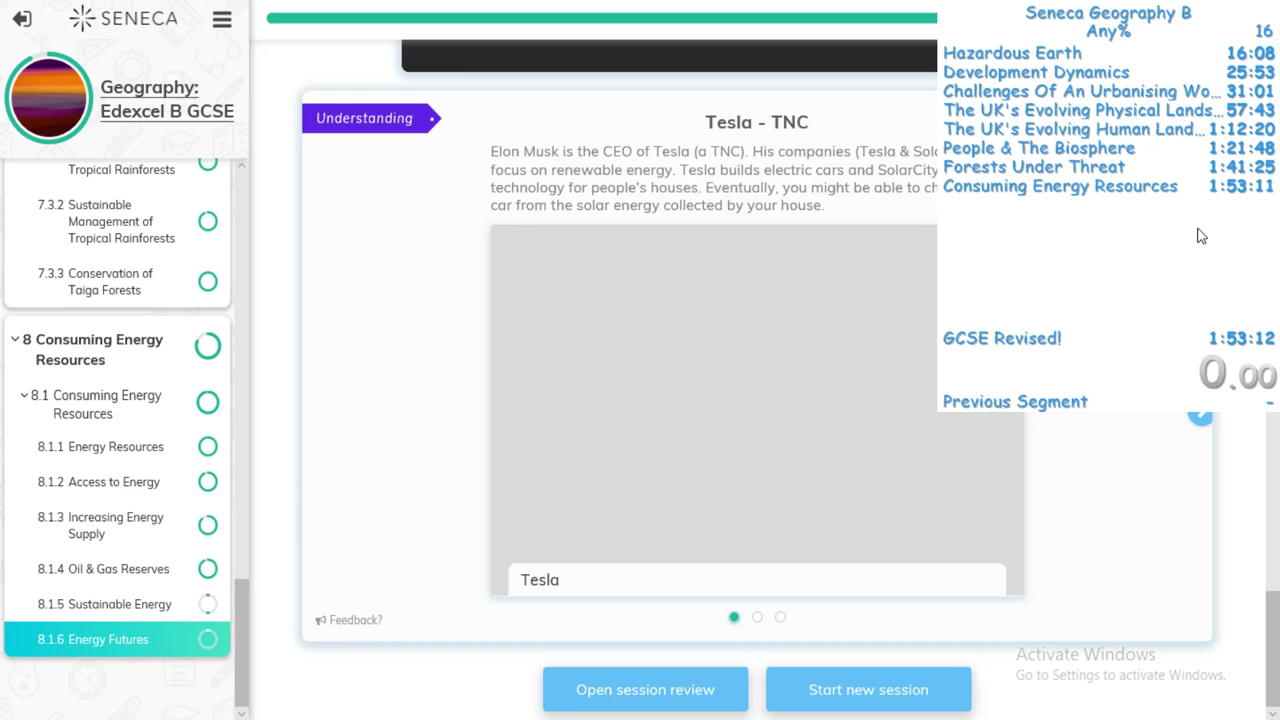 SENECA
Geography:
Edexcel B GCSE
Tropical Rainforests
7.3.2 Sustainable
Management of
Tropical Rainforests
7.3.3 Conservation of
Taiga Forests
8 Consuming Energy
Resources
8.1 Consuming Energy
Resources
8.1.1 Energy Resources
8.1.2 Access to Energy
8.1.3 Increasing Energy
Supply
8.1.4 Oil & Gas Reserves
8.1.5 Sustainable Energy
8.1.6 Energy Futures
Understanding
Tesla - TNC
Elon Musk is the CEO of Tesla (a TNC). His companies (Tesla & Sola
focus on renewable energy. Tesla builds electric cars and SolarCity
technology for people's houses. Eventually, you might be able to ch
car from the solar energy collected by your house.
Tesla
Feedback?
Open session review
Start new session
Seneca Geography B
Any% 16
Hazardous Earth 16:08
Development Dynamics 25:53
Challenges Of An Urbanising Wo... 31:01
The UK's Evolving Physical Lands... 57:43
The UK's Evolving Human Land... 1:12:20
People & The Biosphere 1:21:48
Forests Under Threat 1:41:25
Consuming Energy Resources 1:53:11
GCSE Revised! 1:53:12
0.00
Previous Segment -
Activate Windows
Go to Settings to activate Windows.